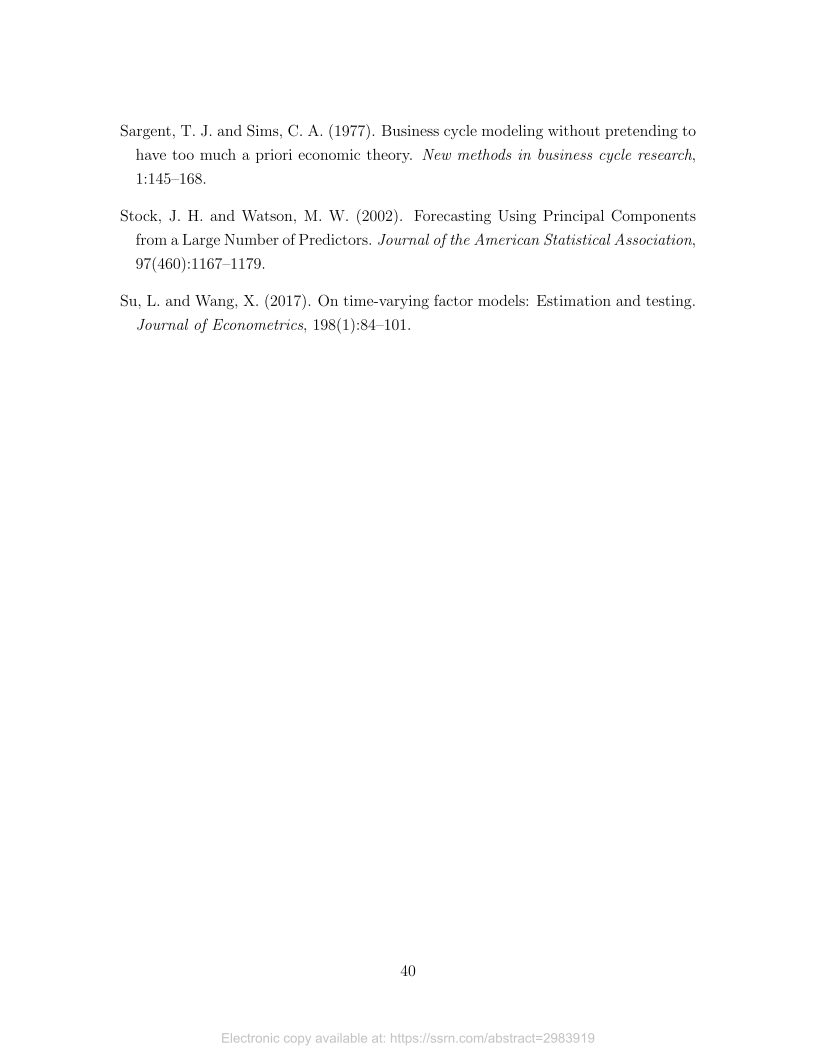 Sargent, T. J. and Sims, C. A. (1977). Business cycle modeling without pretending to
have too much a priori economic theory. New methods in business cycle research,
1:145–168.
Stock, J. H. and Watson, M. W. (2002). Forecasting Using Principal Components
from a Large Number of Predictors. Journal of the American Statistical Association,
97(460):1167–1179.
Su, L. and Wang, X. (2017). On time-varying factor models: Estimation and testing.
Journal of Econometrics, 198(1):84–101.
40
Electronic copy available at: https://ssrn.com/abstract=2983919